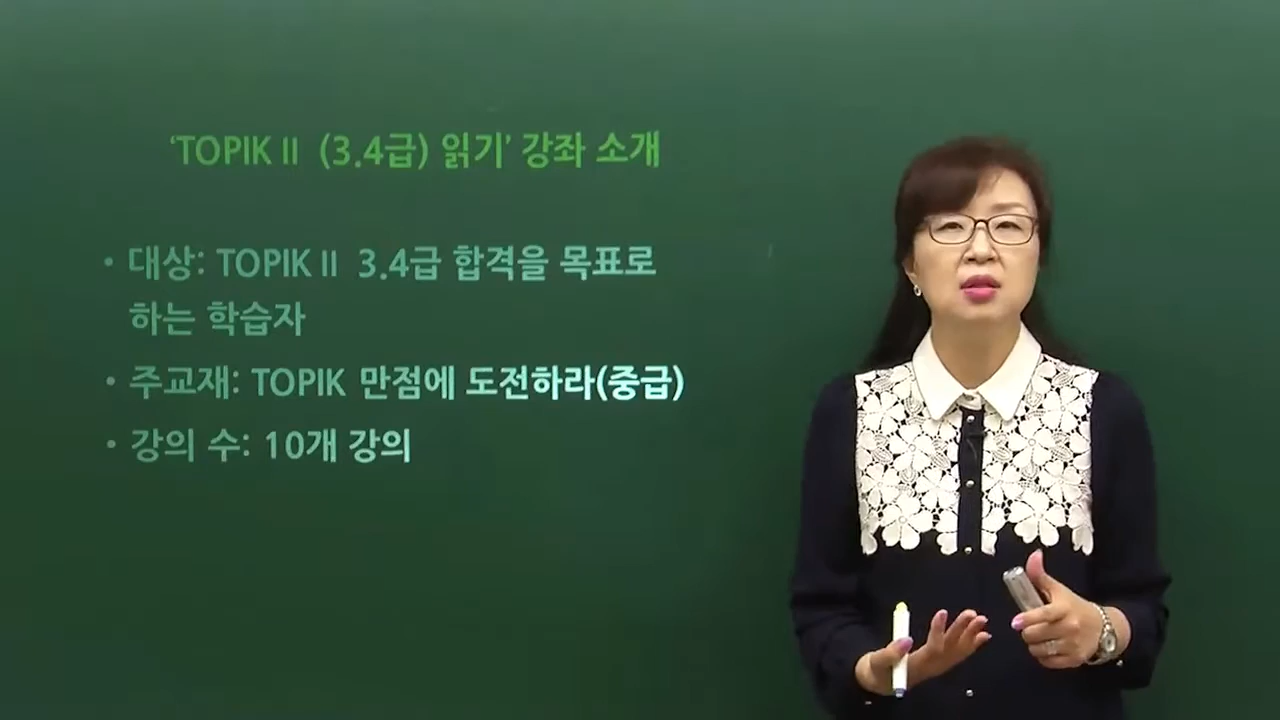 ‘TOPIK II (3.4급) 읽기’ 강좌 소개
• 대상: TOPIK II 3.4급 합격을 목표로
하는 학습자
• 주교재: TOPIK 만점에 도전하라(중급)
• 강의 수: 10개 강의